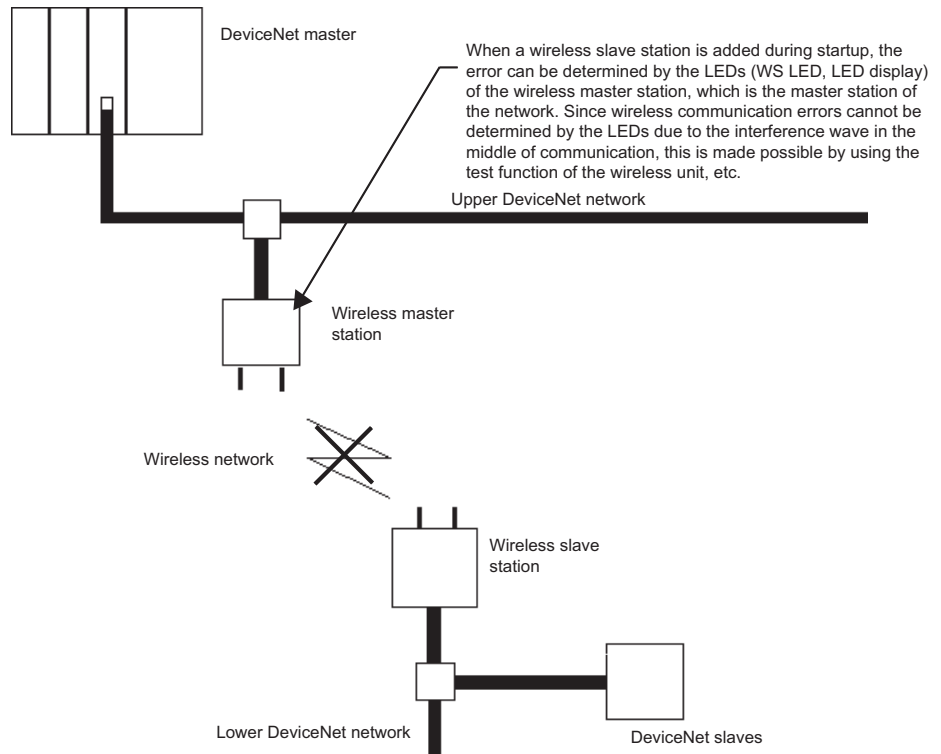 DeviceNet master
When a wireless slave station is added during startup, the
error can be determined by the LEDs (WS LED, LED display)
of the wireless master station, which is the master station of
the network. Since wireless communication errors cannot be
determined by the LEDs due to the interference wave in the
middle of communication, this is made possible by using the
test function of the wireless unit, etc.
Upper DeviceNet network
Wireless master
station
Wireless network
Wireless slave
station
Lower DeviceNet network
DeviceNet slaves